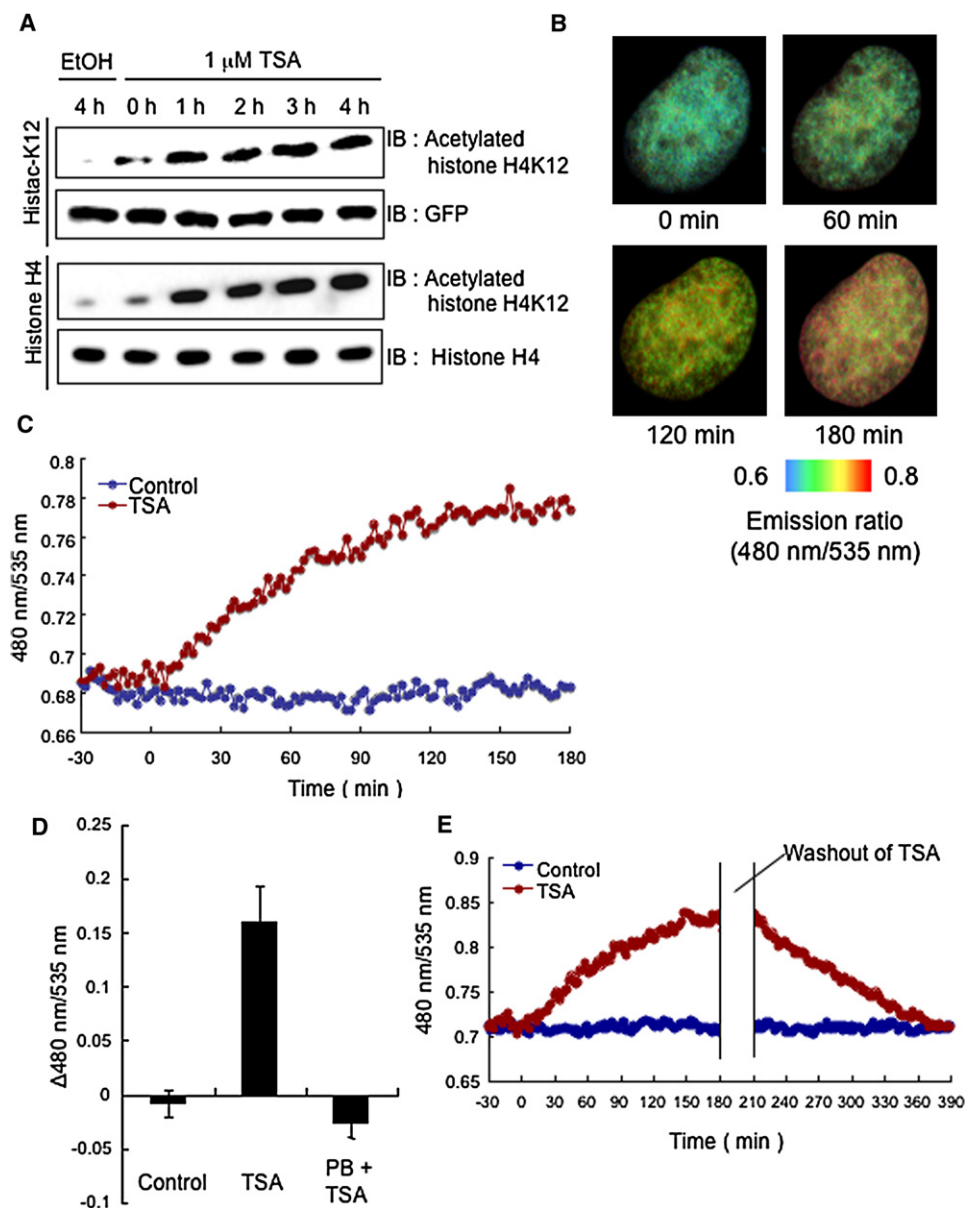 A
EtOH 1 μM TSA
4 h 0 h 1 h 2 h 3 h 4 h
Histac-K12
IB : Acetylated
histone H4K12
IB : GFP
Histone H4
IB : Acetylated
histone H4K12
IB : Histone H4
B
0 min 60 min
120 min 180 min
0.6 0.8
Emission ratio
(480 nm/535 nm)
C
480 nm/535 nm
0.8
0.78
0.76
0.74
0.72
0.7
0.68
0.66
Control
TSA
-30 0 30 60 90 120 150 180
Time ( min )
D
Δ480 nm/535 nm
0.25
0.2
0.15
0.1
0.05
0
-0.05
-0.1
Control TSA PB +
TSA
E
480 nm/535 nm
0.9
0.85
0.8
0.75
0.7
0.65
Control
TSA
Washout of TSA
-30 0 30 60 90 120 150 180 210 240 270 300 330 360 390
Time ( min )